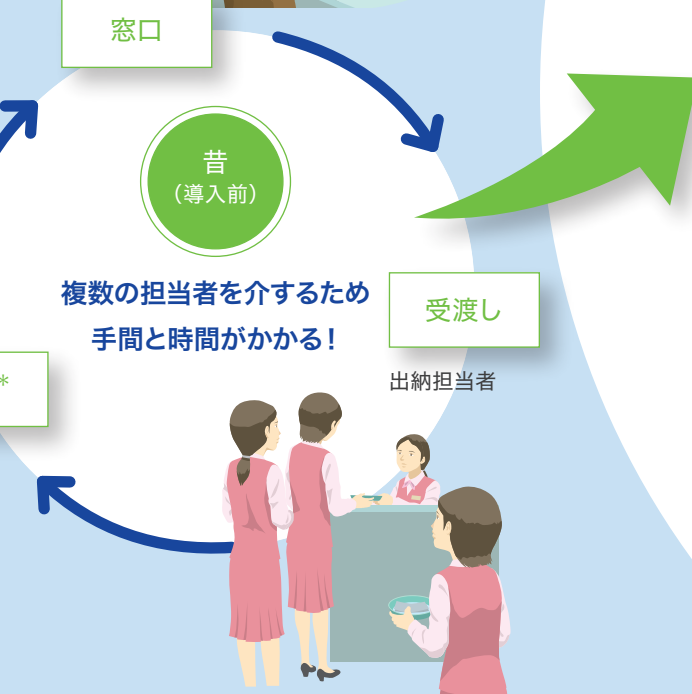 窓口
昔
（導入前）
複数の担当者を介するため
手間と時間がかかる！
受渡し
出納担当者
*